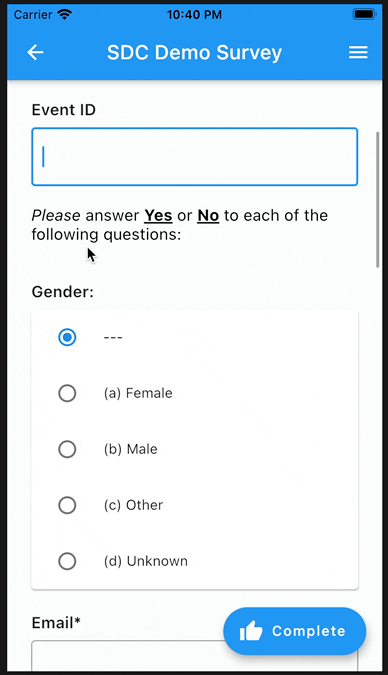 Carrier 10:40 PM
SDC Demo Survey
Event ID
Please answer Yes or No to each of the
following questions:
Gender:
---
(a) Female
(b) Male
(c) Other
(d) Unknown
Email*
Complete